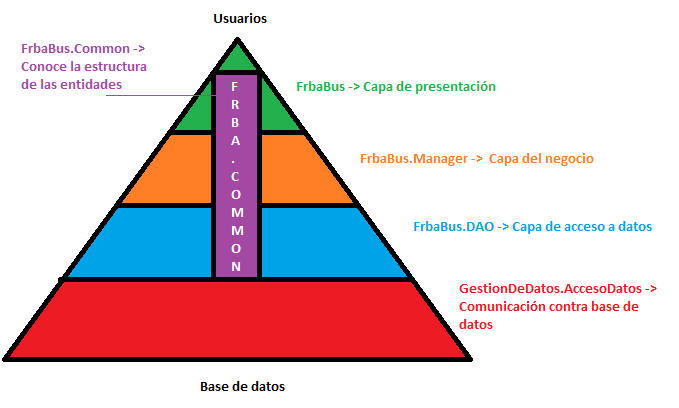 Usuarios
FrbaBus.Common ->
Conoce la estructura
de las entidades
FRBA.COMMON
FrbaBus -> Capa de presentación
FrbaBus.Manager -> Capa del negocio
FrbaBus.DAO -> Capa de acceso a datos
GestionDeDatos.AccesoDatos ->
Comunicación contra base de
datos
Base de datos